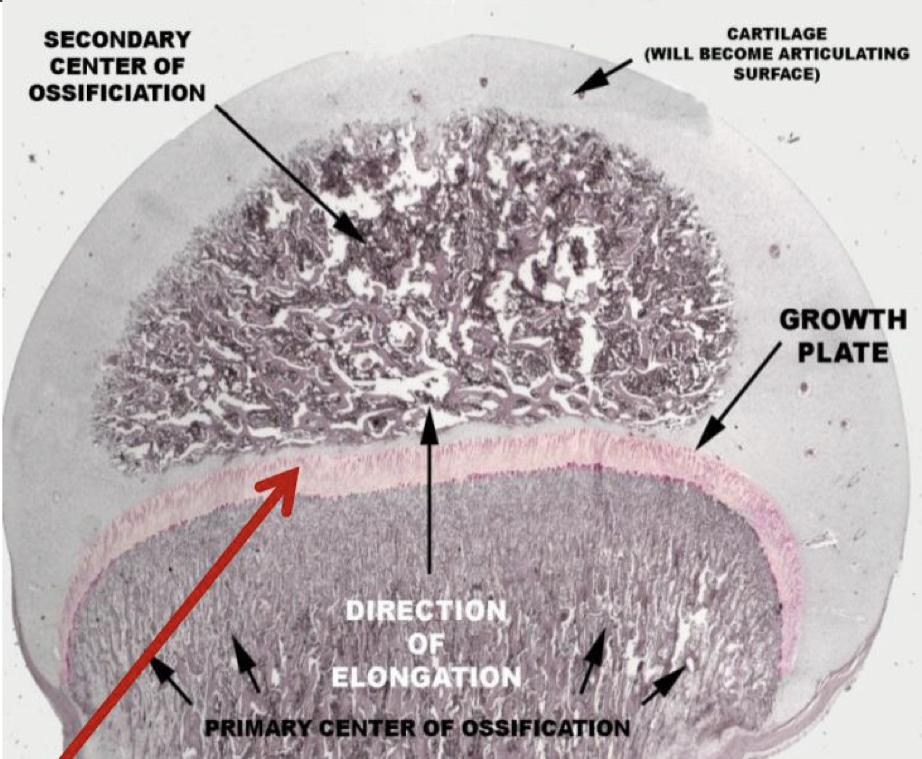 SECONDARY
CENTER OF
OSSIFICIATION
CARTILAGE
(WILL BECOME ARTICULATING
SURFACE)
GROWTH
PLATE
DIRECTION
OF
ELONGATION
PRIMARY CENTER OF OSSIFICATION